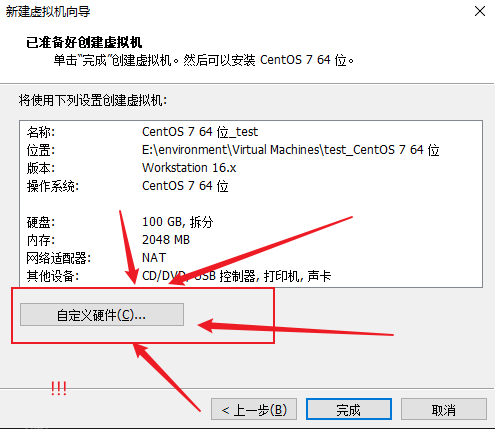 新建虚拟机向导
已准备好创建虚拟机
单击“完成”创建虚拟机。然后可以安装 CentOS 7 64 位。
将使用下列设置创建虚拟机:
名称: CentOS 7 64 位_test
位置: E:\environment\Virtual Machines\test_CentOS 7 64 位
版本: Workstation 16.x
操作系统: CentOS 7 64 位
硬盘: 100 GB, 拆分
内存: 2048 MB
网络适配器: NAT
其他设备: CD/DVD, USB 控制器, 打印机, 声卡
自定义硬件(C)...
!!!
< 上一步(B)
完成
取消